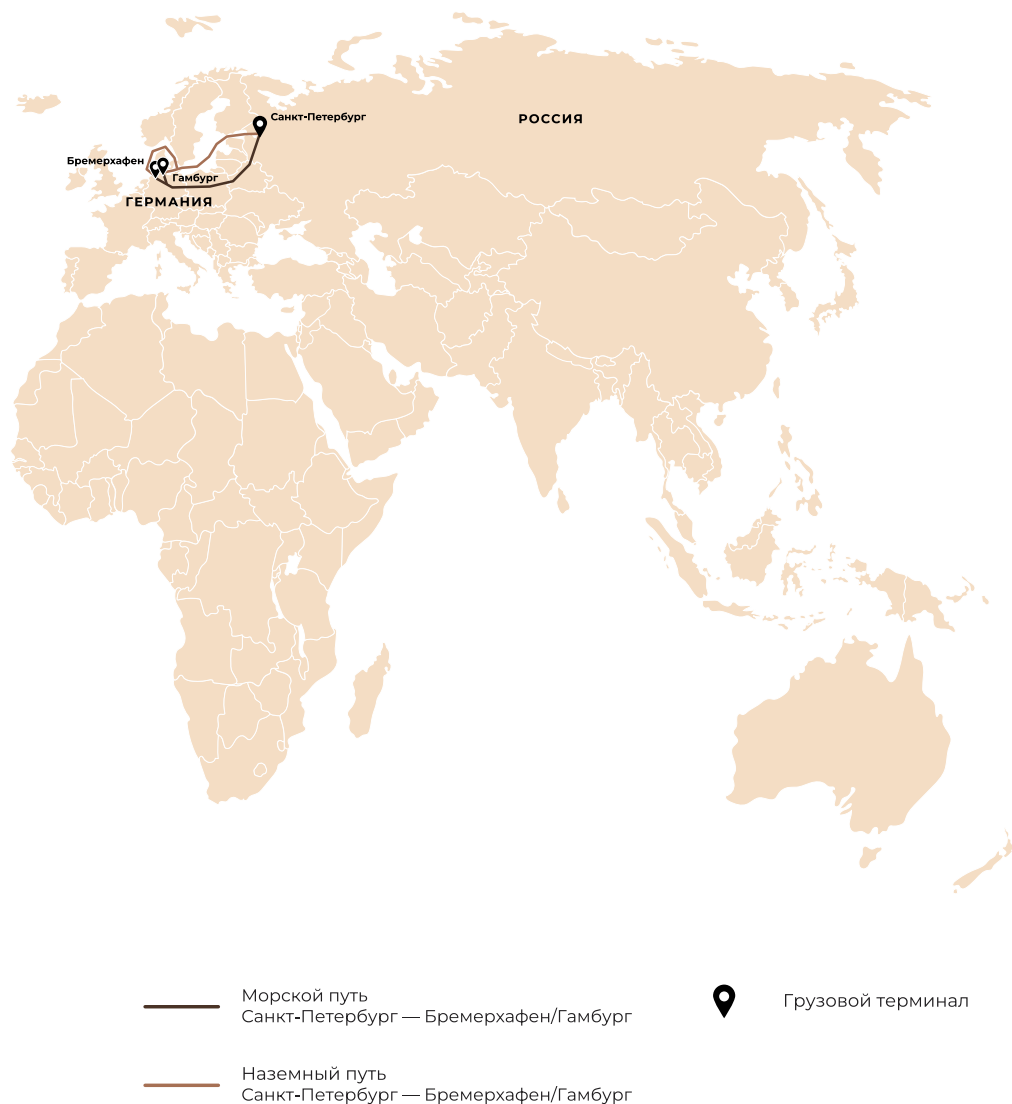 Санкт-Петербург
РОССИЯ
Бремерхафен
Гамбург
ГЕРМАНИЯ
Морской путь
Санкт-Петербург — Бремерхафен/Гамбург
Грузовой терминал
Наземный путь
Санкт-Петербург — Бремерхафен/Гамбург